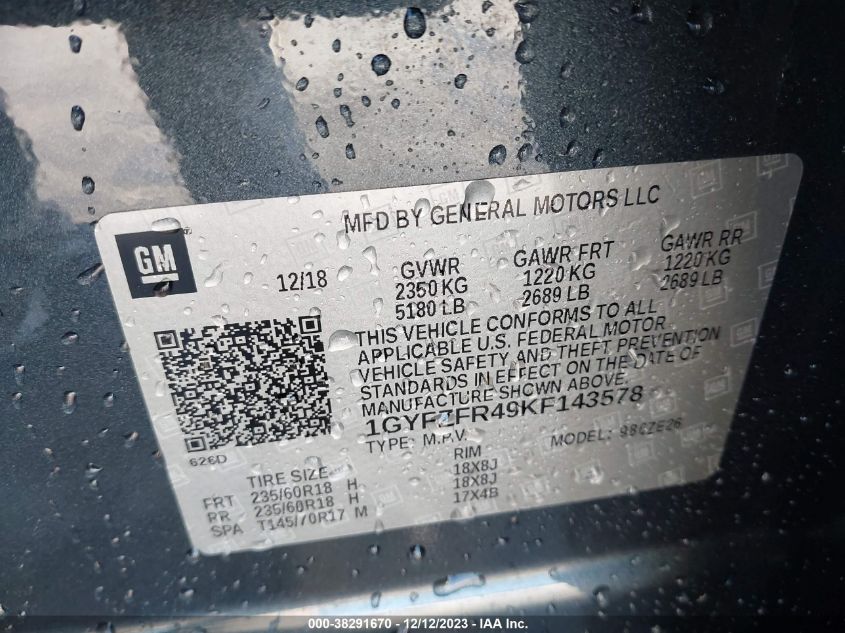 MFD BY GENERAL MOTORS LLC
GM
12/18
GVWR
2350 KG
5180 LB
GAWR FRT
1220 KG
2689 LB
GAWR RR
1220 KG
2689 LB
THIS VEHICLE CONFORMS TO ALL
APPLICABLE U.S. FEDERAL MOTOR
VEHICLE SAFETY AND THEFT PREVENTION
STANDARDS IN EFFECT ON THE DATE OF
MANUFACTURE SHOWN ABOVE.
1GYFZFR49KF143578
TYPE: M.P.V. MODEL: 98CZE26
626D
TIRE SIZE RIM
FRT 235/60R18 H 18X8J
RR 235/60R18 H 18X8J
SPA T145/70R17 M 17X4B
000-38291670 - 12/12/2023 - © IAA Inc.